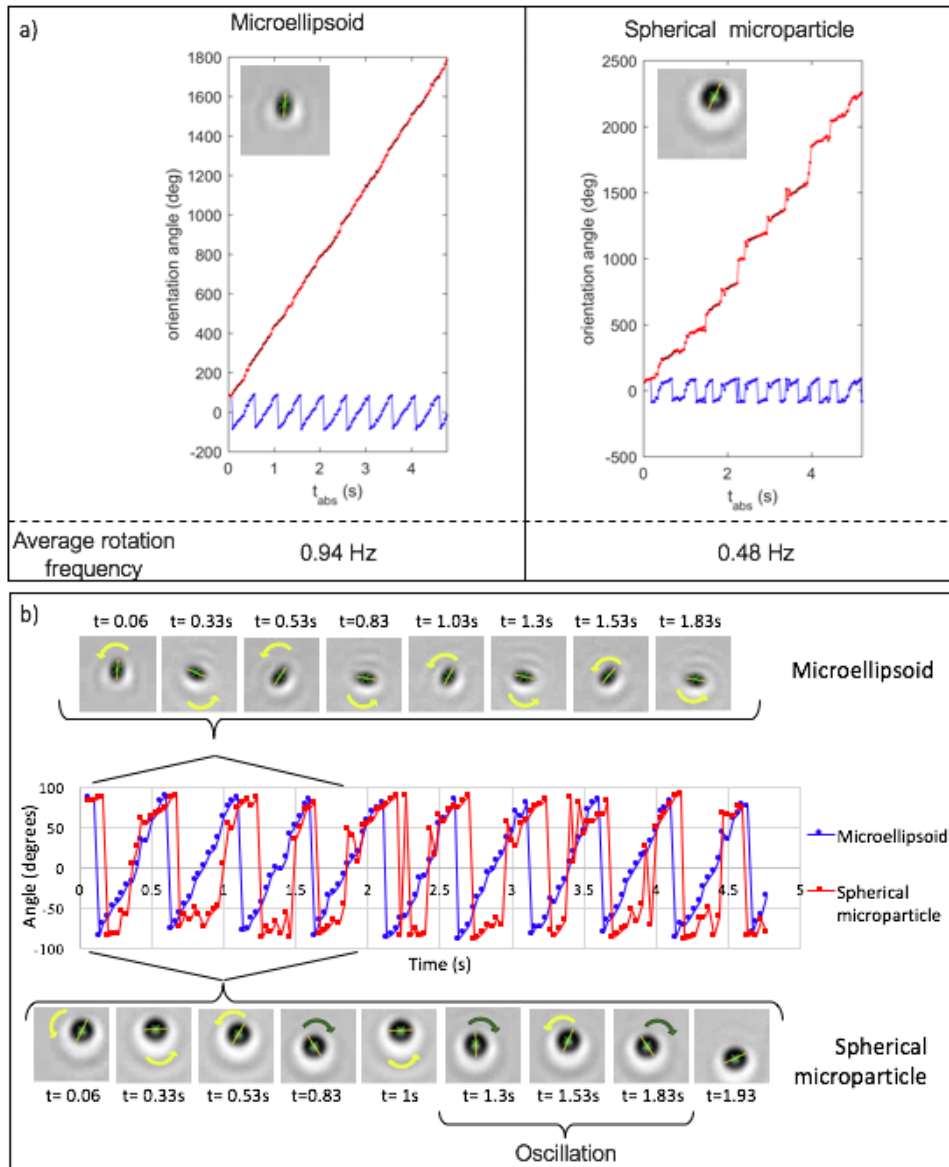 a)
Microellipsoid
Spherical microparticle
1800
1600
1400
1200
1000
800
600
400
200
0
-200
orientation angle (deg)
0 1 2 3 4
t_abs (s)
2500
2000
1500
1000
500
0
-500
orientation angle (deg)
0 2 4
t_abs (s)
Average rotation
frequency
0.94 Hz
0.48 Hz
b)
t= 0.06 t= 0.33s t= 0.53s t=0.83 t= 1.03s t= 1.3s t= 1.53s t= 1.83s
Microellipsoid
100
50
0
-50
-100
Angle (degrees)
0 0.5 1 1.5 2 2.5 3 3.5 4 4.5 5
Time (s)
Microellipsoid
Spherical
microparticle
Spherical
microparticle
t= 0.06 t= 0.33s t= 0.53s t=0.83 t= 1s t= 1.3s t= 1.53s t= 1.83s t=1.93
Oscillation